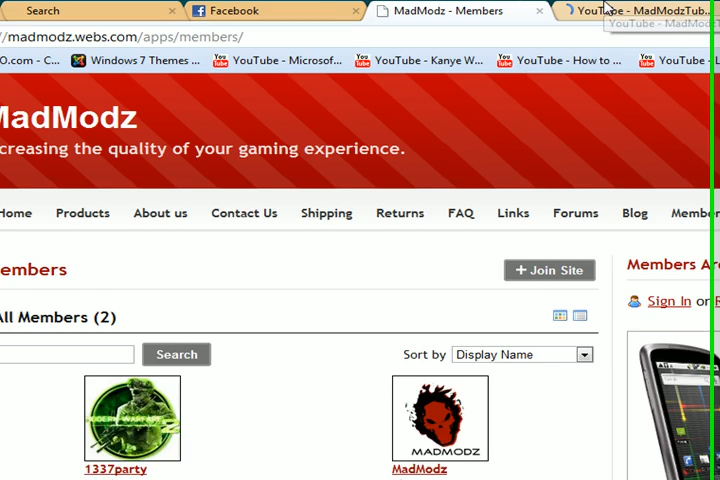 Search Facebook MadModz - Members YouTube - MadModzTub...
YouTube - MadModzT
//madmodz.webs.com/apps/members/
O.com - C... Windows 7 Themes ... YouTube - Microsof... YouTube - Kanye W... YouTube - How to ... YouTube - L
MadModz
creasing the quality of your gaming experience.
Home Products About us Contact Us Shipping Returns FAQ Links Forums Blog Member
embers
+ Join Site
Members Are
All Members (2)
Sign In or R
Search
Sort by Display Name
MODERN WARFARE
MADMODZ
1337party
MadModz